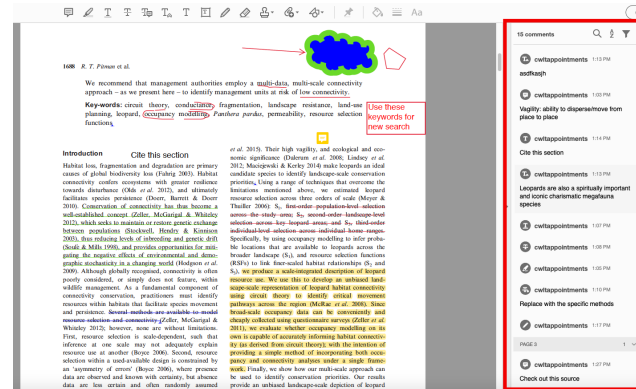 Aa
1688 R. T. Pitman et al.
We recommend that management authorities employ a multi-data, multi-scale connectivity
approach – as we present here – to identify management units at risk of low connectivity.
Key-words: circuit theory, conductance, fragmentation, landscape resistance, land-use
planning, leopard, occupancy modelling, Panthera pardus, permeability, resource selection
functions
Use these
keywords for
new search
Introduction
Cite this section
Habitat loss, fragmentation and degradation are primary
causes of global biodiversity loss (Fahrig 2003). Habitat
connectivity confers ecosystems with greater resilience
towards disturbance (Olds et al. 2012), and ultimately
facilitates species persistence (Doerr, Barrett & Doerr
2010). Conservation of connectivity has thus become a
well-established concept (Zeller, McGarigal & Whiteley
2012), which seeks to maintain or restore genetic exchange
between populations (Stockwell, Hendry & Kinnison
2003), thus reducing levels of inbreeding and genetic drift
(Soulé & Mills 1998), and provides opportunities for miti-
gating the negative effects of environmental and demo-
graphic stochasticity in a changing world (Hodgson et al.
2009). Although globally recognised, connectivity is often
poorly considered, or simply does not feature, within
wildlife management. As a fundamental component of
connectivity conservation, practitioners must identify
resources within habitats that facilitate species movement
and persistence. Several methods are available to model
resource selection and connectivity (Zeller, McGarigal &
Whiteley 2012); however, none are without limitations.
First, resource selection is scale-dependent, such that
inference at one scale may not adequately explain
resource use at another (Boyce 2006). Second, resource
selection within a used-available design is constrained by
an 'asymmetry of errors' (Boyce 2006), where presence
data are observed and known with certainty, but absence
data are less certain and often randomly assumed
et al. 2015). Their high vagility, and ecological and eco-
nomic significance (Dalerum et al. 2008; Lindsey et al.
2012; Maciejewski & Kerley 2014) make leopards an ideal
candidate species to identify landscape-scale conservation
priorities. Using a range of techniques that overcome the
limitations mentioned above, we estimated leopard
resource selection across three orders of scale (Meyer &
Thuiller 2006): S₁, first-order population-level selection
across the study area; S₂, second-order landscape-level
selection across key leopard areas; and S₃, third-order
individual-level selection across individual home ranges.
Specifically, by using occupancy modelling to infer proba-
ble locations that are available to leopards across the
broader landscape (S₁), and resource selection functions
(RSFs) to link finer-scaled habitat relationships (S₂ and
S₃), we produce a scale-integrated description of leopard
resource use. We use this to develop an unbiased land-
scape-scale representation of leopard habitat connectivity
using circuit theory to identify critical movement
pathways across the region (McRae et al. 2008). Since
broad-scale occupancy data can be conveniently and
cheaply collected using questionnaire surveys (Zeller et al.
2011), we evaluate whether occupancy modelling on its
own is capable of accurately informing habitat connectiv-
ity (as derived from circuit theory), with the intention of
providing a simple method of incorporating both occu-
pancy and connectivity analyses under a single frame-
work. Finally, we show how our multi-scale approach can
be used to identify conservation priorities. Our results
provide an unbiased landscape-scale depiction of leopard
15 comments
cwltappointments 1:13 PM
asdfkasjh
cwltappointments 1:03 PM
Vagility: ability to disperse/move from
place to place
cwltappointments 1:14 PM
Cite this section
cwltappointments 1:13 PM
Leopards are also a spiritually important
and iconic charismatic megafauna
species
cwltappointments 1:07 PM
cwltappointments 1:08 PM
cwltappointments 1:05 PM
cwltappointments 1:10 PM
Replace with the specific methods
cwltappointments 1:17 PM
PAGE 3 1
cwltappointments 1:27 PM
Check out this source